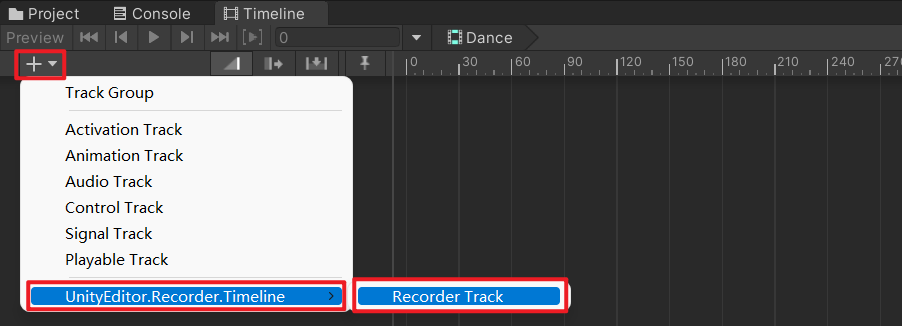 Project Console Timeline
Preview 0 Dance
0 30 60 90 120 150 180 210 240 270
Track Group
Activation Track
Animation Track
Audio Track
Control Track
Signal Track
Playable Track
UnityEditor.Recorder.Timeline Recorder Track